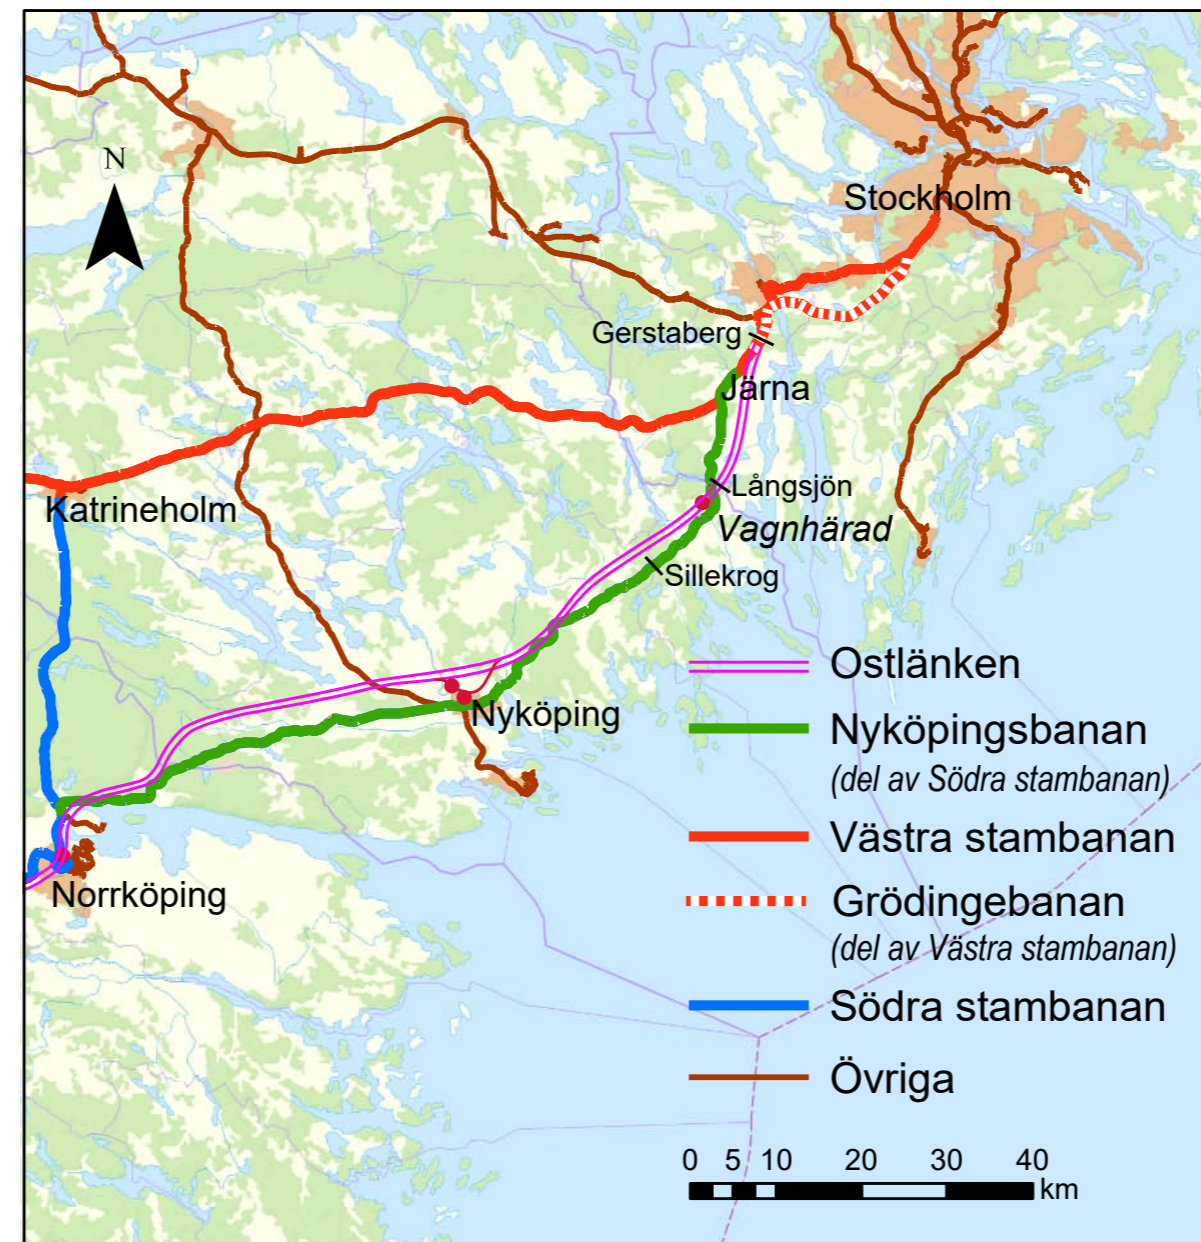 N
Stockholm
Gerstaberg
Järna
Långsjön
Katrineholm
Vagnhärad
Sillekrog
Nyköping
Norrköping
Ostlänken
Nyköpingsbanan
(del av Södra stambanan)
Västra stambanan
Grödingebanan
(del av Västra stambanan)
Södra stambanan
Övriga
0 5 10 20 30 40
km